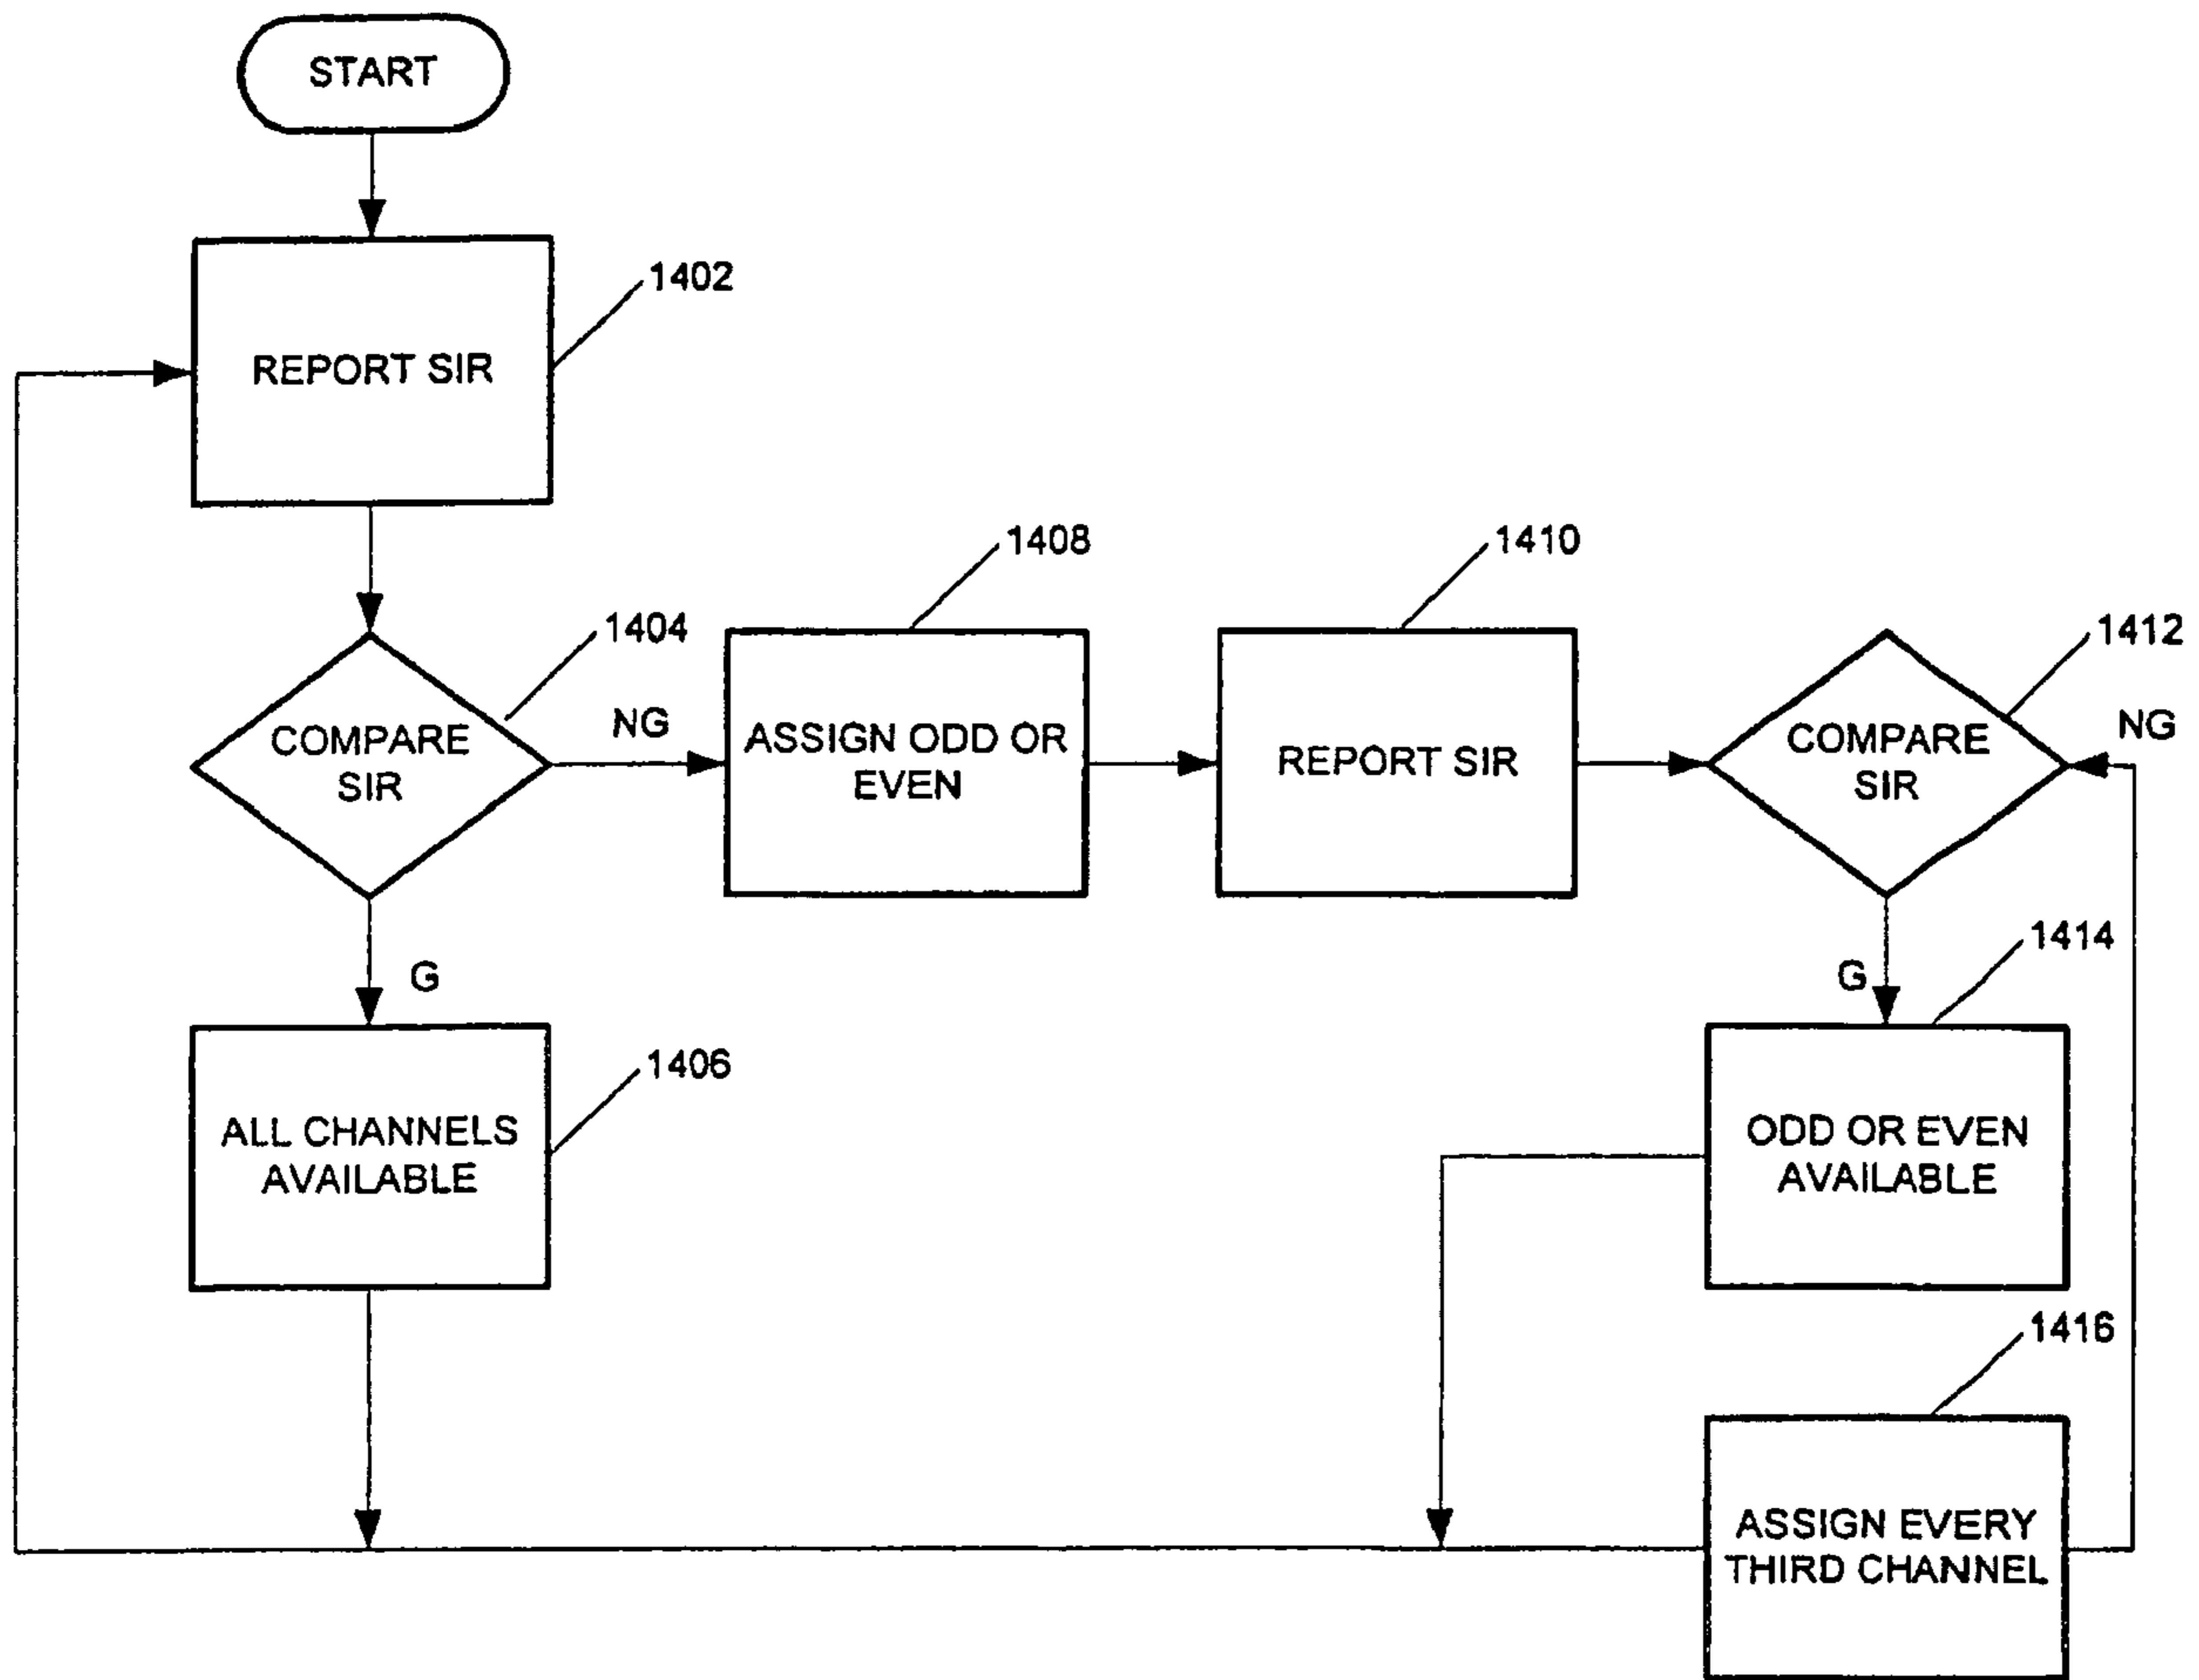 START
1402
REPORT SIR
1404
COMPARE
SIR
NG
1408
ASSIGN ODD OR
EVEN
1410
REPORT SIR
1412
COMPARE
SIR
NG
G
1406
ALL CHANNELS
AVAILABLE
G
1414
ODD OR EVEN
AVAILABLE
1416
ASSIGN EVERY
THIRD CHANNEL